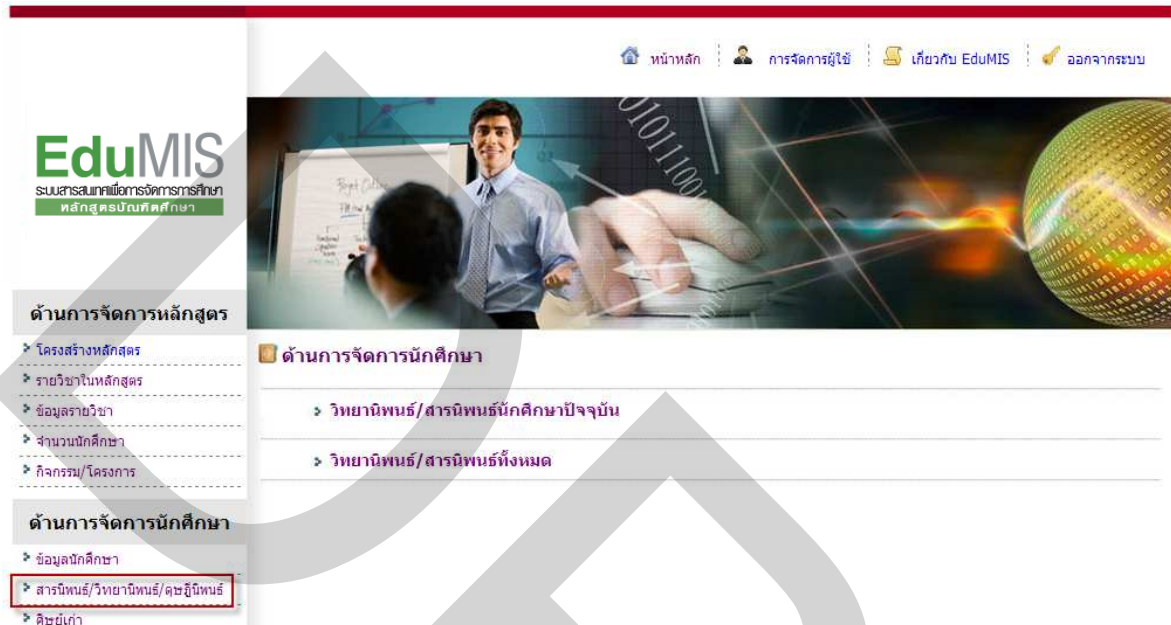 หน้าหลัก การจัดการผู้ใช้ เกี่ยวกับ EduMIS ออกจากระบบ
EduMIS
ระบบสารสนเทศเพื่อการจัดการการศึกษา
หลักสูตรบัณฑิตศึกษา
ด้านการจัดการหลักสูตร
โครงสร้างหลักสูตร
รายวิชาในหลักสูตร
ข้อมูลรายวิชา
จำนวนนักศึกษา
กิจกรรม/โครงการ
ด้านการจัดการนักศึกษา
ข้อมูลนักศึกษา
สารนิพนธ์/วิทยานิพนธ์/ดุษฎีนิพนธ์
ศิษย์เก่า
ด้านการจัดการนักศึกษา
วิทยานิพนธ์/สารนิพนธ์นักศึกษาปัจจุบัน
วิทยานิพนธ์/สารนิพนธ์ทั้งหมด